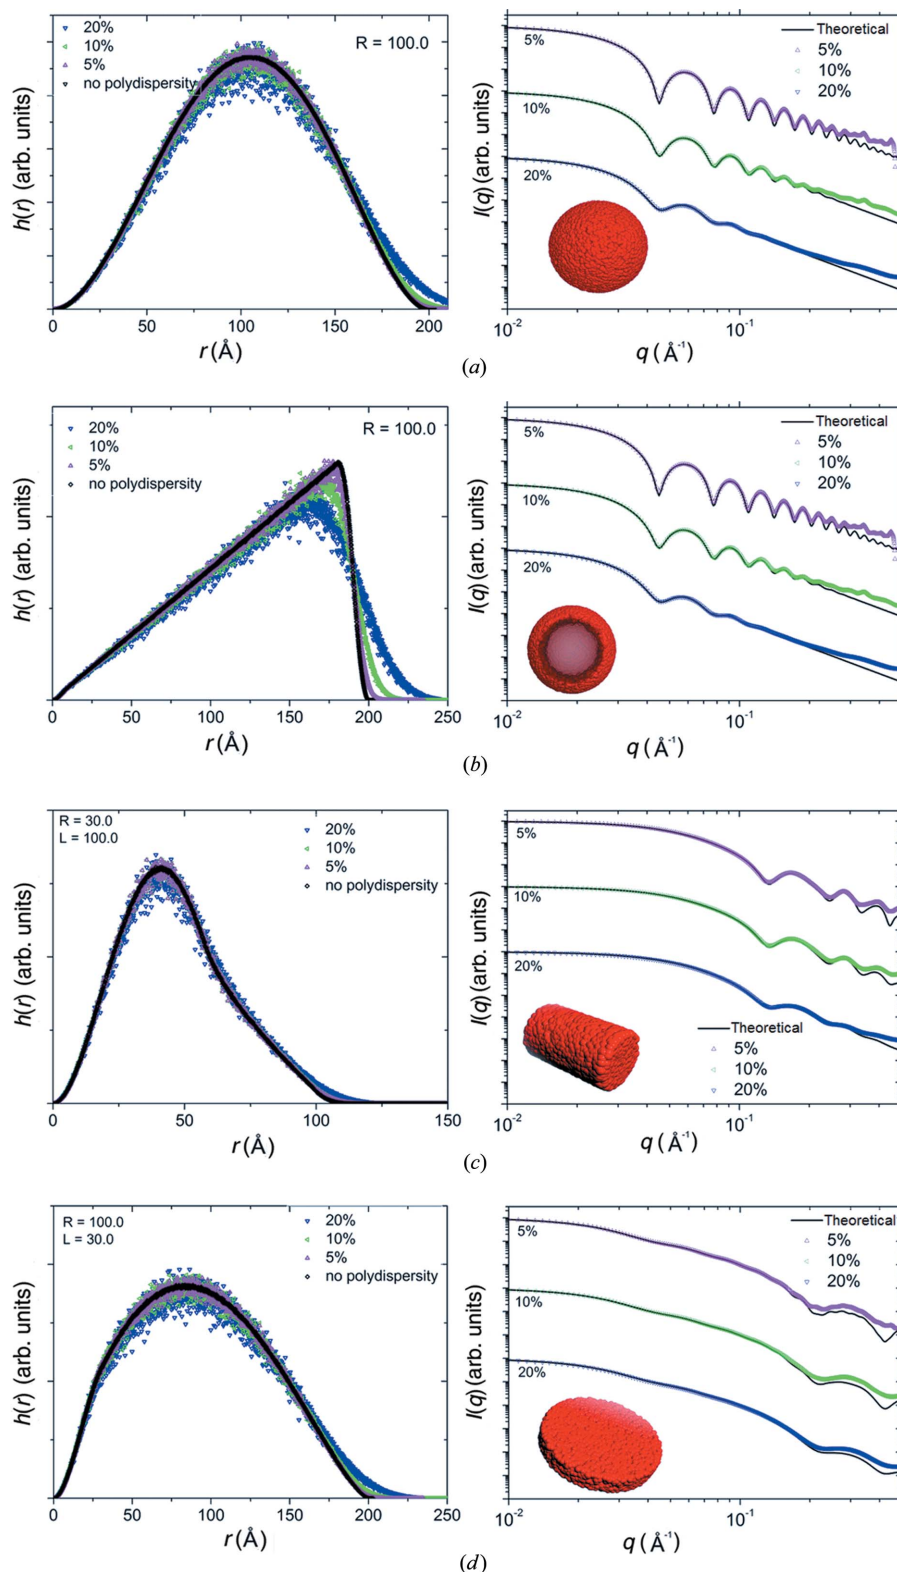 20%
10%
5%
no polydispersity
R = 100.0
h(r) (arb. units)
0 50 100 150 200
r (Å)
Theoretical
5%
10%
20%
5%
10%
20%
I(q) (arb. units)
10⁻² 10⁻¹
q (Å⁻¹)
(a)
20%
10%
5%
no polydispersity
R = 100.0
h(r) (arb. units)
0 50 100 150 200 250
r (Å)
Theoretical
5%
10%
20%
5%
10%
20%
I(q) (arb. units)
10⁻² 10⁻¹
q (Å⁻¹)
(b)
R = 30.0
L = 100.0
20%
10%
5%
no polydispersity
h(r) (arb. units)
0 50 100 150
r (Å)
5%
10%
20%
Theoretical
5%
10%
20%
I(q) (arb. units)
10⁻² 10⁻¹
q (Å⁻¹)
(c)
R = 100.0
L = 30.0
20%
10%
5%
no polydispersity
h(r) (arb. units)
0 50 100 150 200 250
r (Å)
Theoretical
5%
10%
20%
5%
10%
20%
I(q) (arb. units)
10⁻² 10⁻¹
q (Å⁻¹)
(d)